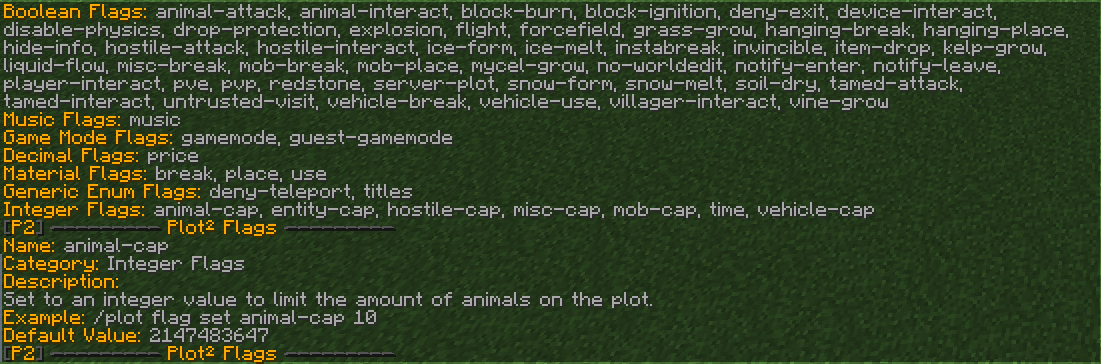 Boolean Flags: animal-attack, animal-interact, block-burn, block-ignition, deny-exit, device-interact,
disable-physics, drop-protection, explosion, flight, forcefield, grass-grow, hanging-break, hanging-place,
hide-info, hostile-attack, hostile-interact, ice-form, ice-melt, instabreak, invincible, item-drop, kelp-grow,
liquid-flow, misc-break, mob-break, mob-place, mycel-grow, no-worldedit, notify-enter, notify-leave,
player-interact, pve, pvp, redstone, server-plot, snow-form, snow-melt, soil-dry, tamed-attack,
tamed-interact, untrusted-visit, vehicle-break, vehicle-use, villager-interact, vine-grow
Music Flags: music
Game Mode Flags: gamemode, guest-gamemode
Decimal Flags: price
Material Flags: break, place, use
Generic Enum Flags: deny-teleport, titles
Integer Flags: animal-cap, entity-cap, hostile-cap, misc-cap, mob-cap, time, vehicle-cap
[P2] ---------- Plot² Flags ----------
Name: animal-cap
Category: Integer Flags
Description:
Set to an integer value to limit the amount of animals on the plot.
Example: /plot flag set animal-cap 10
Default Value: 2147483647
[P2] ---------- Plot² Flags ----------